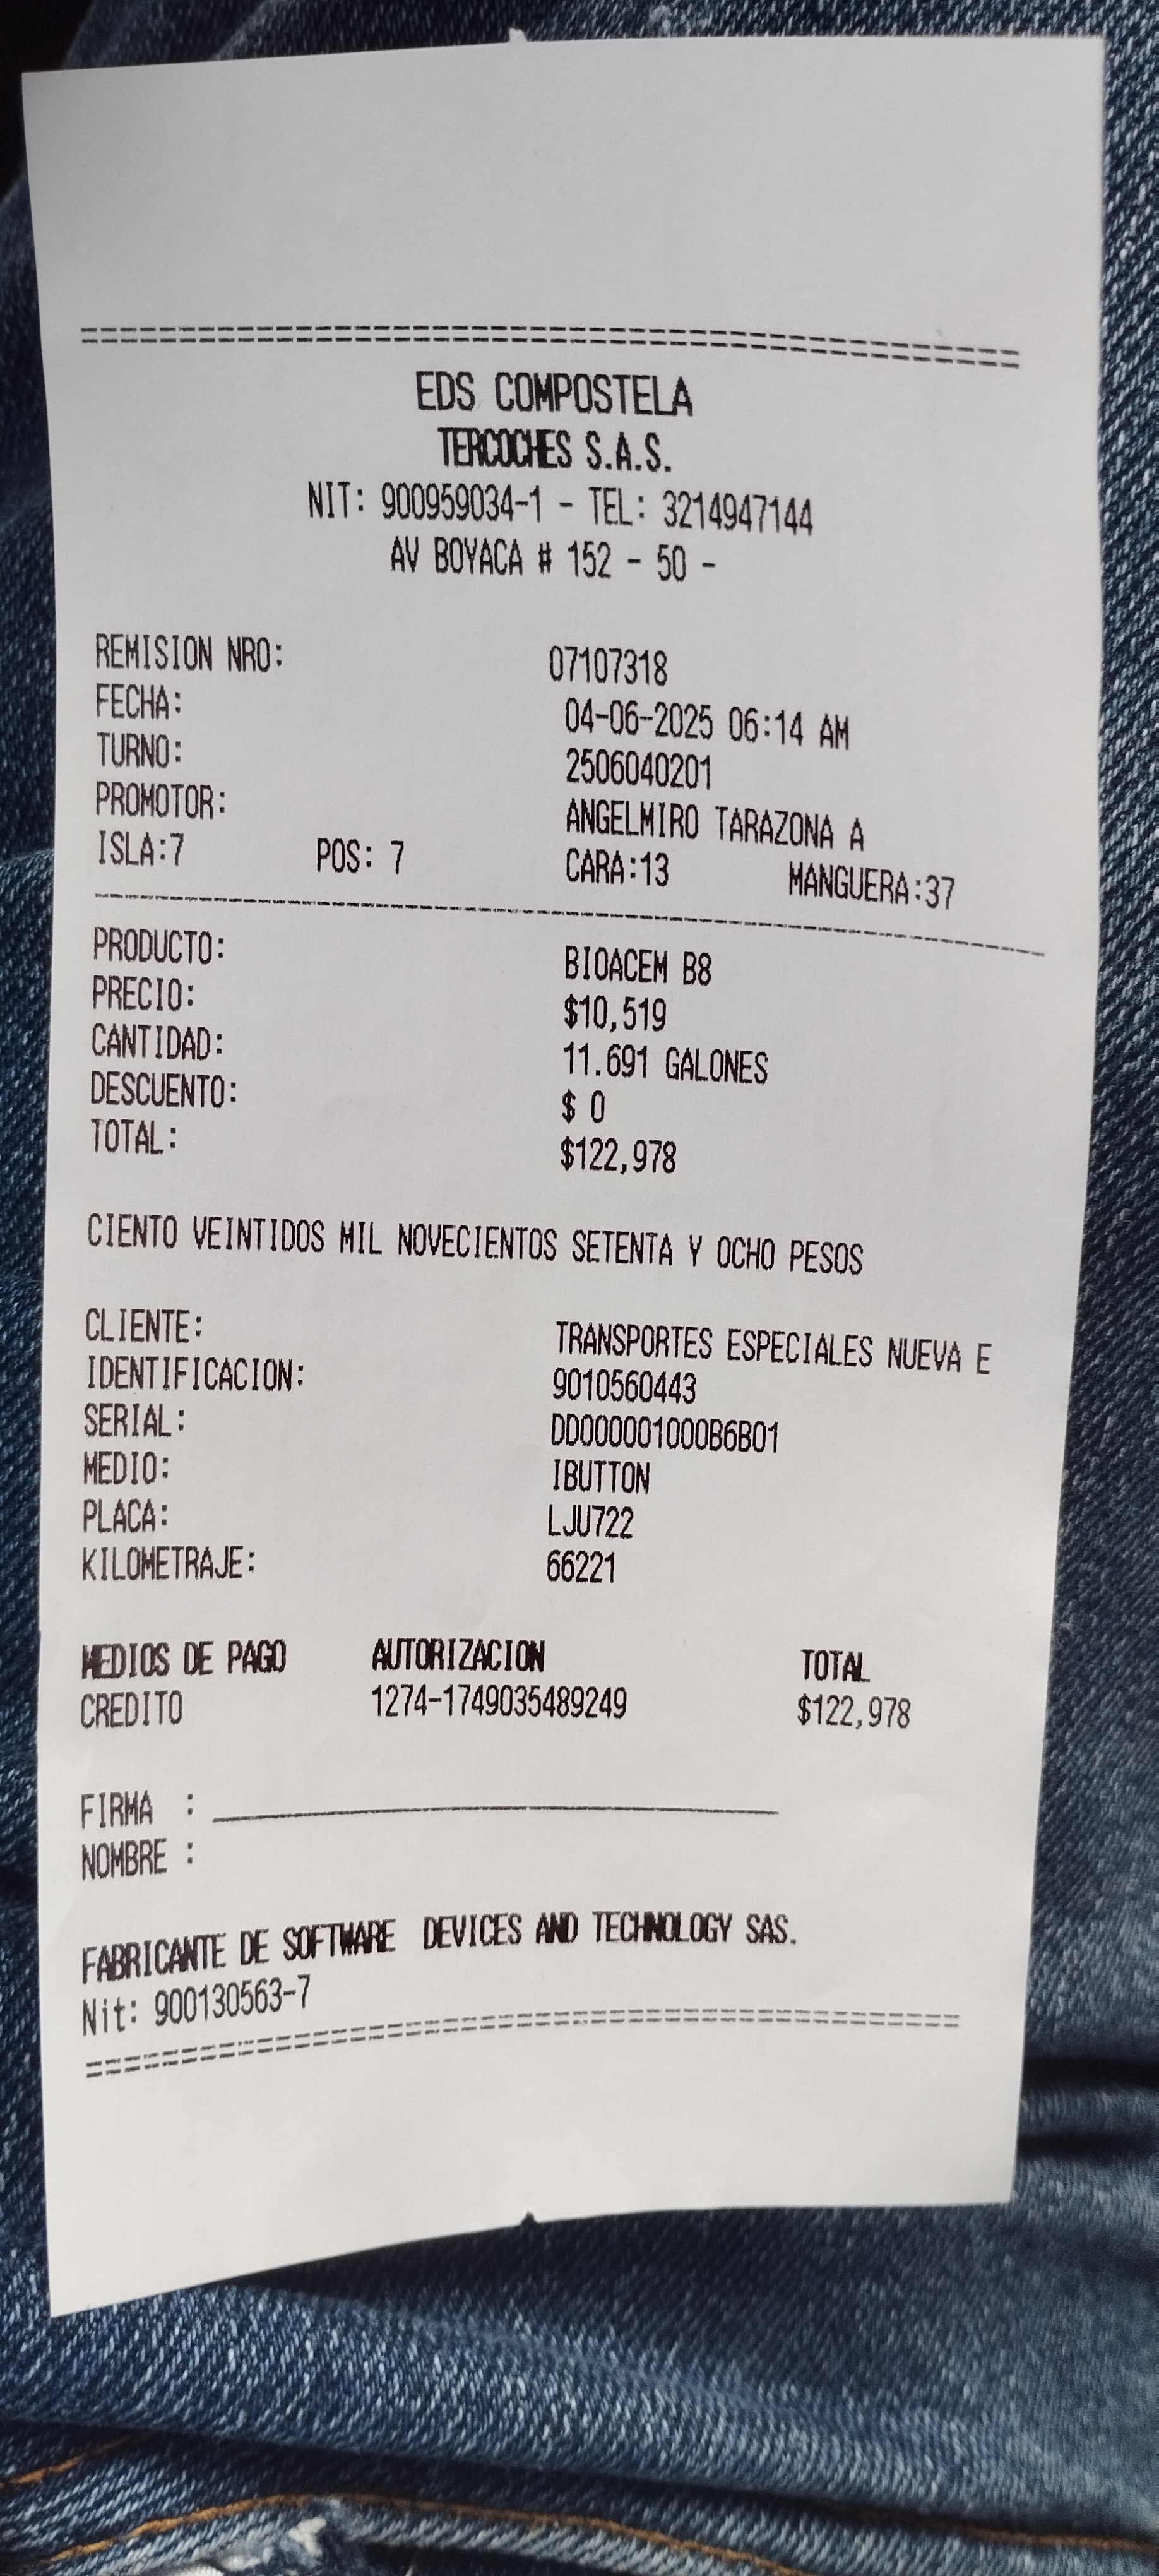 ================================================
EDS COMPOSTELA
TERCOCHES S.A.S.
NIT: 900959034-1 - TEL: 3214947144
AV BOYACA # 152 - 50 -
REMISION NRO: 07107318
FECHA: 04-06-2025 06:14 AM
TURNO: 2506040201
PROMOTOR: ANGELMIRO TARAZONA A
ISLA:7 POS: 7 CARA:13 MANGUERA:37
PRODUCTO: BIOACEM B8
PRECIO: $10,519
CANTIDAD: 11.691 GALONES
DESCUENTO: $ 0
TOTAL: $122,978
CIENTO VEINTIDOS MIL NOVECIENTOS SETENTA Y OCHO PESOS
CLIENTE: TRANSPORTES ESPECIALES NUEVA E
IDENTIFICACION: 9010560443
SERIAL: DD000001000B6B01
MEDIO: IBUTTON
PLACA: LJU722
KILOMETRAJE: 66221
MEDIOS DE PAGO AUTORIZACION TOTAL
CREDITO 1274-1749035489249 $122,978
FIRMA : ______________________
NOMBRE :
FABRICANTE DE SOFTWARE DEVICES AND TECHNOLOGY SAS.
Nit: 900130563-7
================================================